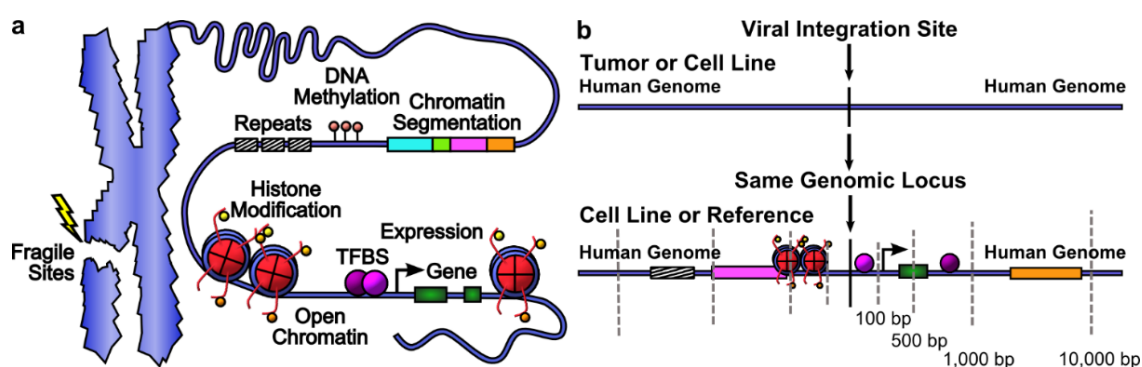 a
DNA
Methylation
Chromatin
Segmentation
Repeats
Histone
Modification
Fragile
Sites
TFBS
Expression
Gene
Open
Chromatin
b
Viral Integration Site
Tumor or Cell Line
Human Genome Human Genome
Same Genomic Locus
Cell Line or Reference
Human Genome Human Genome
100 bp
500 bp
1,000 bp
10,000 bp